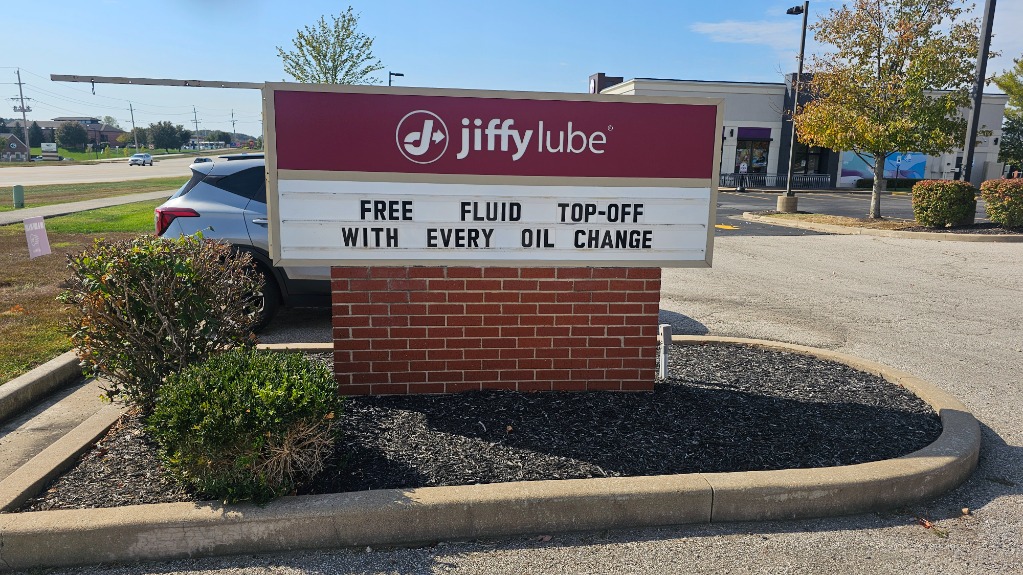 jiffy lube
FREE FLUID TOP-OFF
WITH EVERY OIL CHANGE